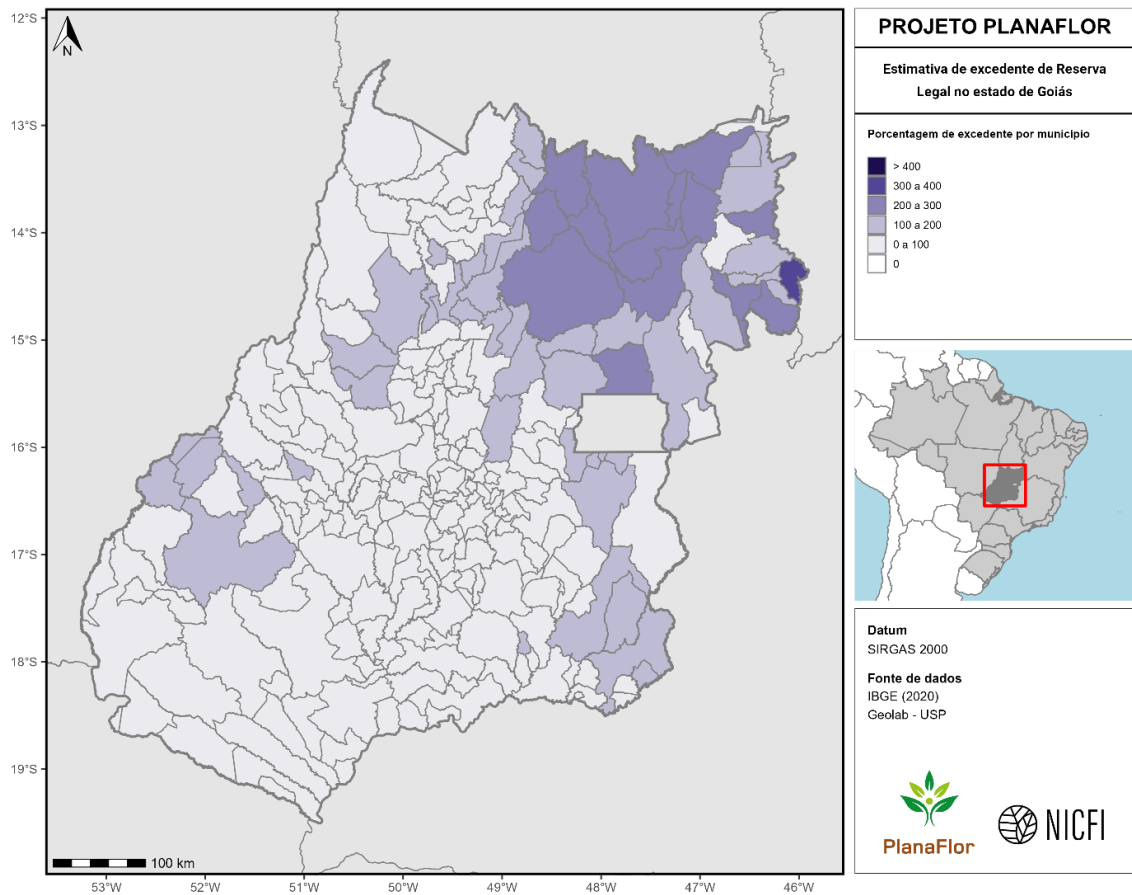 PROJETO PLANAFLOR
Estimativa de excedente de Reserva
Legal no estado de Goiás
Porcentagem de excedente por município
> 400
300 a 400
200 a 300
100 a 200
0 a 100
0
N
12°S
13°S
14°S
15°S
16°S
17°S
18°S
19°S
100 km
53°W
52°W
51°W
50°W
49°W
48°W
47°W
46°W
Datum
SIRGAS 2000
Fonte de dados
IBGE (2020)
Geolab - USP
PlanaFlor
NICFI